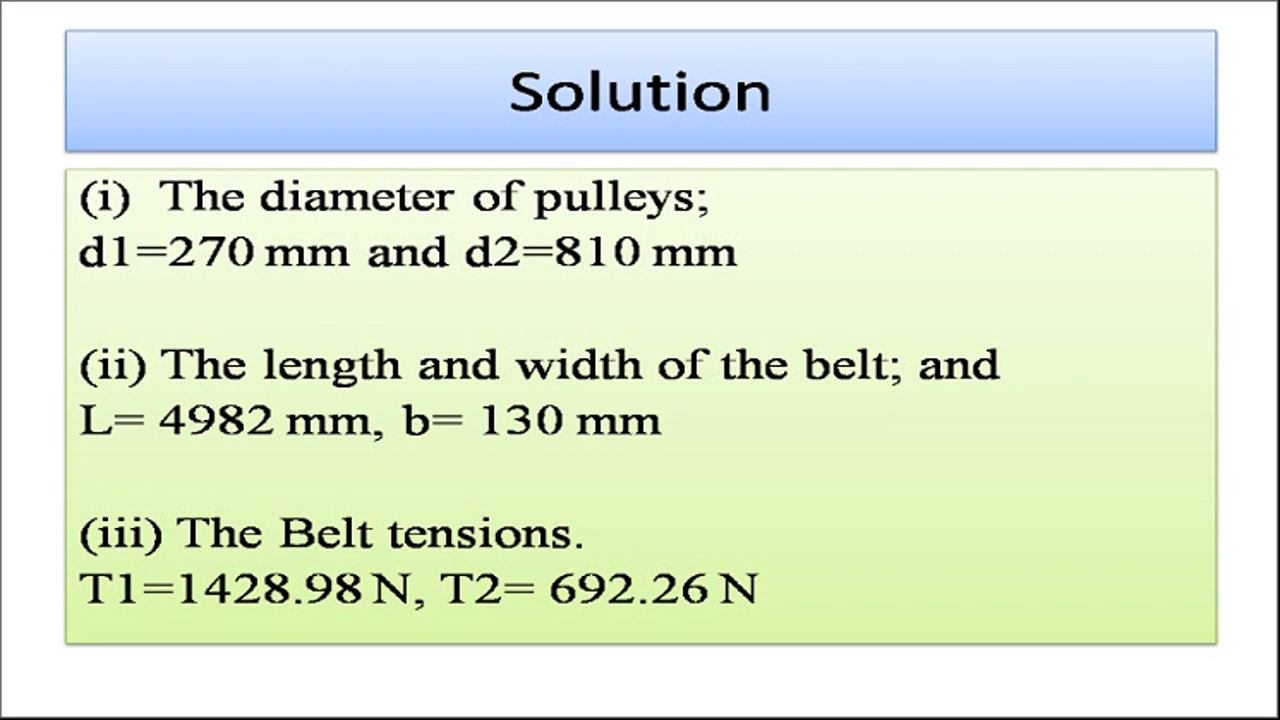 Solution
(i) The diameter of pulleys;
d1=270 mm and d2=810 mm
(ii) The length and width of the belt; and
L= 4982 mm, b= 130 mm
(iii) The Belt tensions.
T1=1428.98 N, T2= 692.26 N